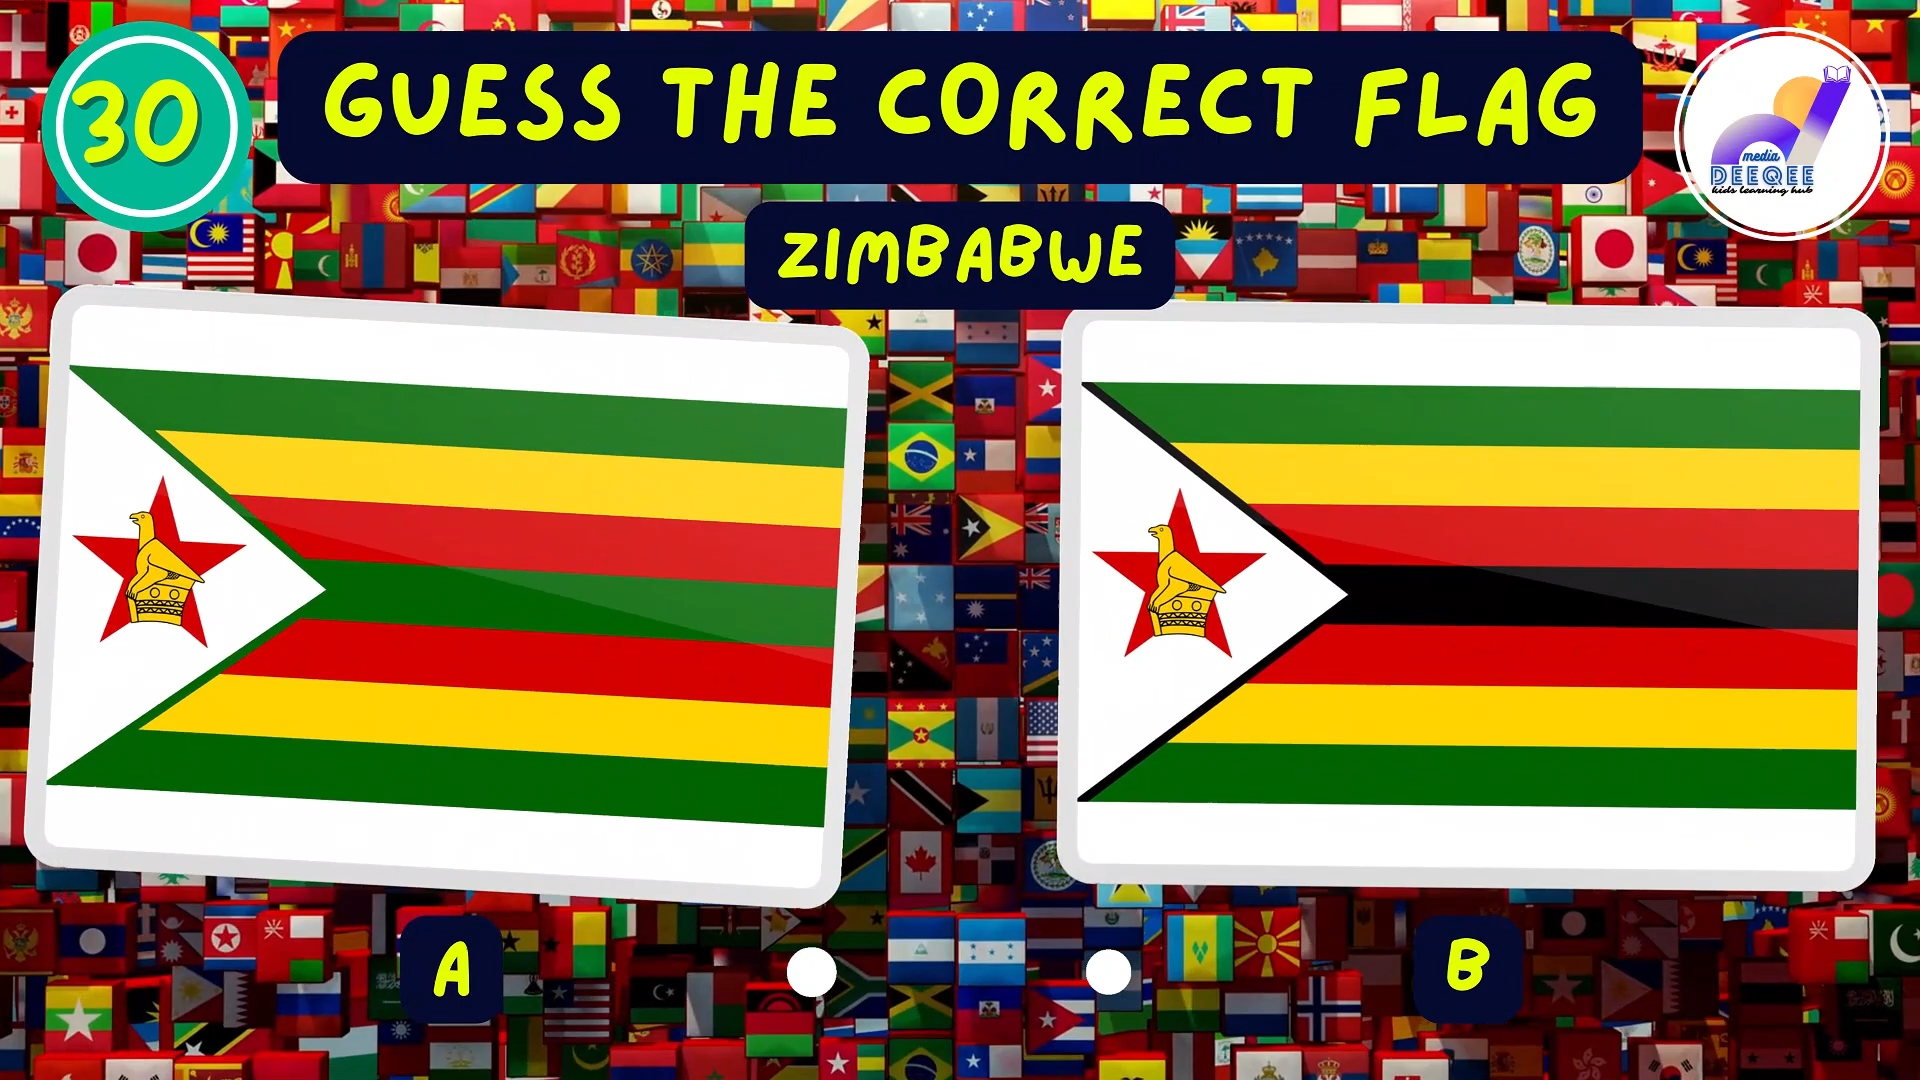 30
GUESS THE CORRECT FLAG
media
DEEQEE
kids learning hub
ZIMBABWE
A
B